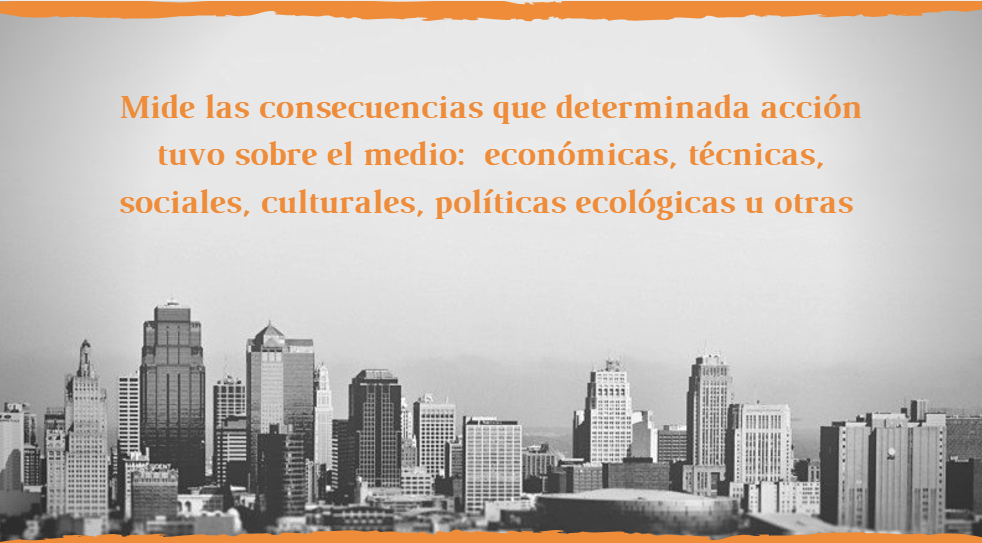 Mide las consecuencias que determinada acción
tuvo sobre el medio: económicas, técnicas,
sociales, culturales, políticas ecológicas u otras